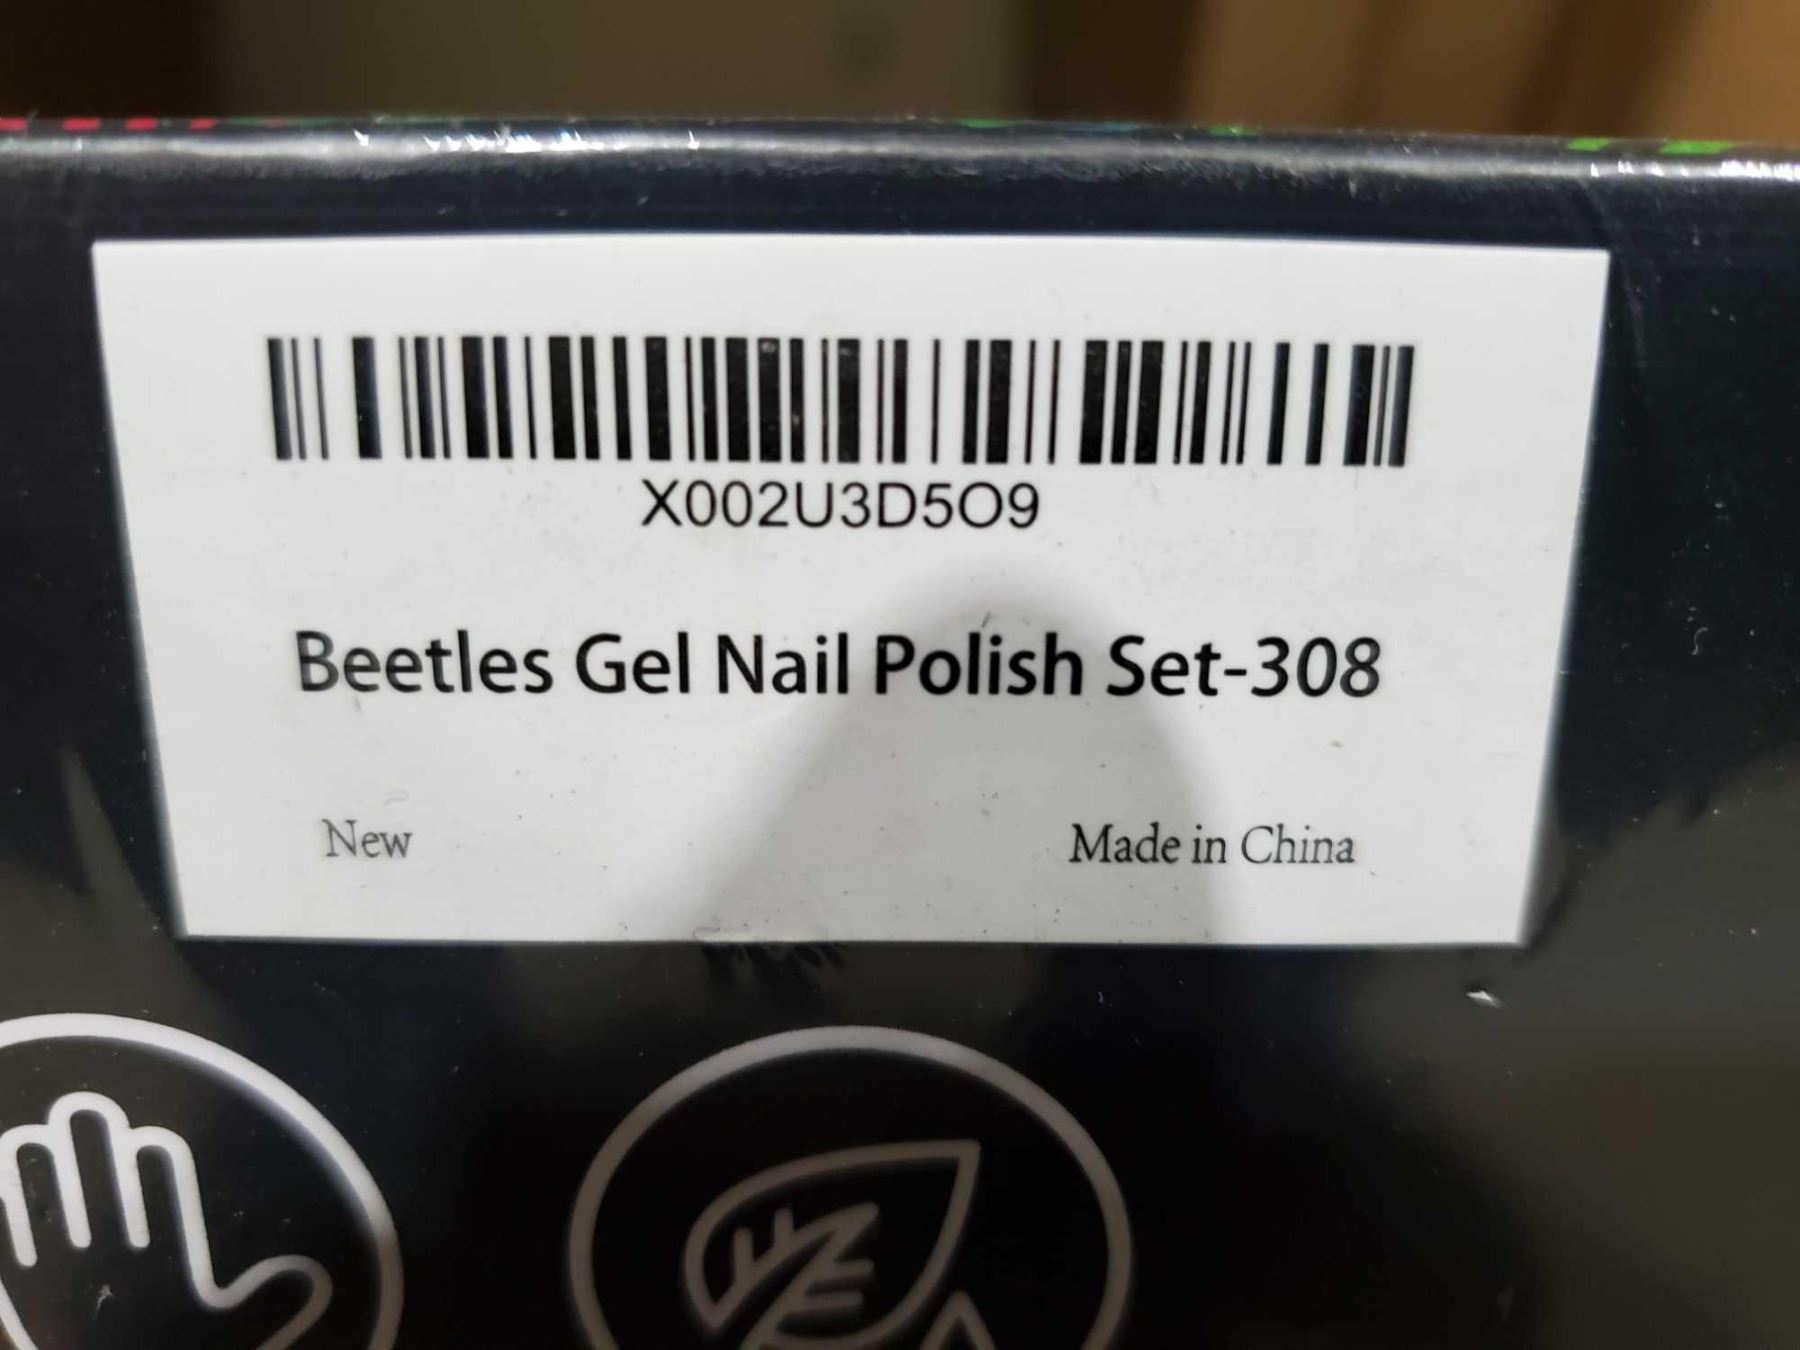 X002U3D5O9
Beetles Gel Nail Polish Set-308
New
Made in China